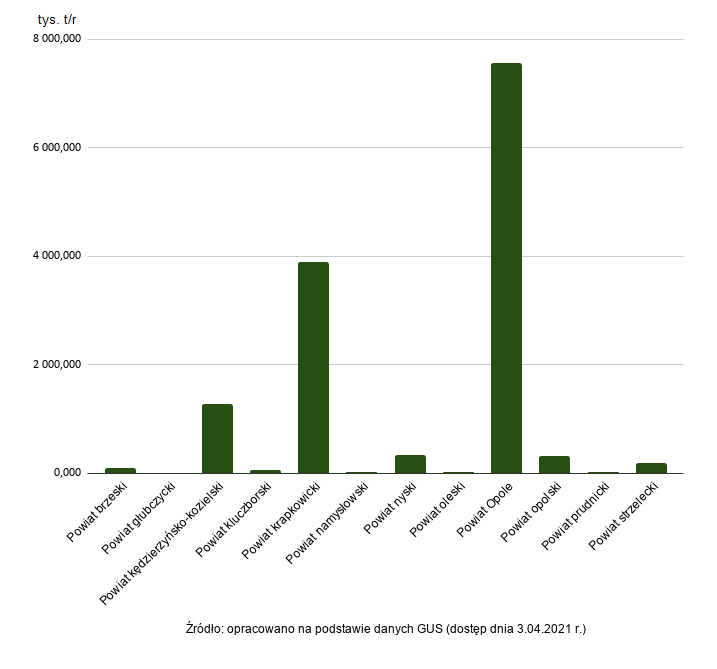 tys. t/r
8 000,000
6 000,000
4 000,000
2 000,000
0,000
Powiat brzeski
Powiat głubczycki
Powiat kędzierzyńsko-kozielski
Powiat kluczborski
Powiat krapkowicki
Powiat namysłowski
Powiat nyski
Powiat oleski
Powiat Opole
Powiat opolski
Powiat prudnicki
Powiat strzelecki
Źródło: opracowano na podstawie danych GUS (dostęp dnia 3.04.2021 r.)